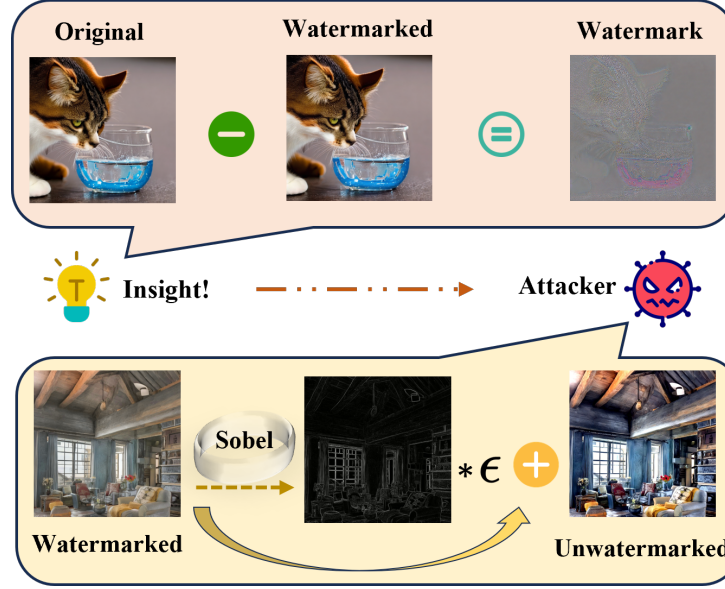 Original
Watermarked
Watermark
Insight!
Attacker
Sobel
* ϵ
Watermarked
Unwatermarked